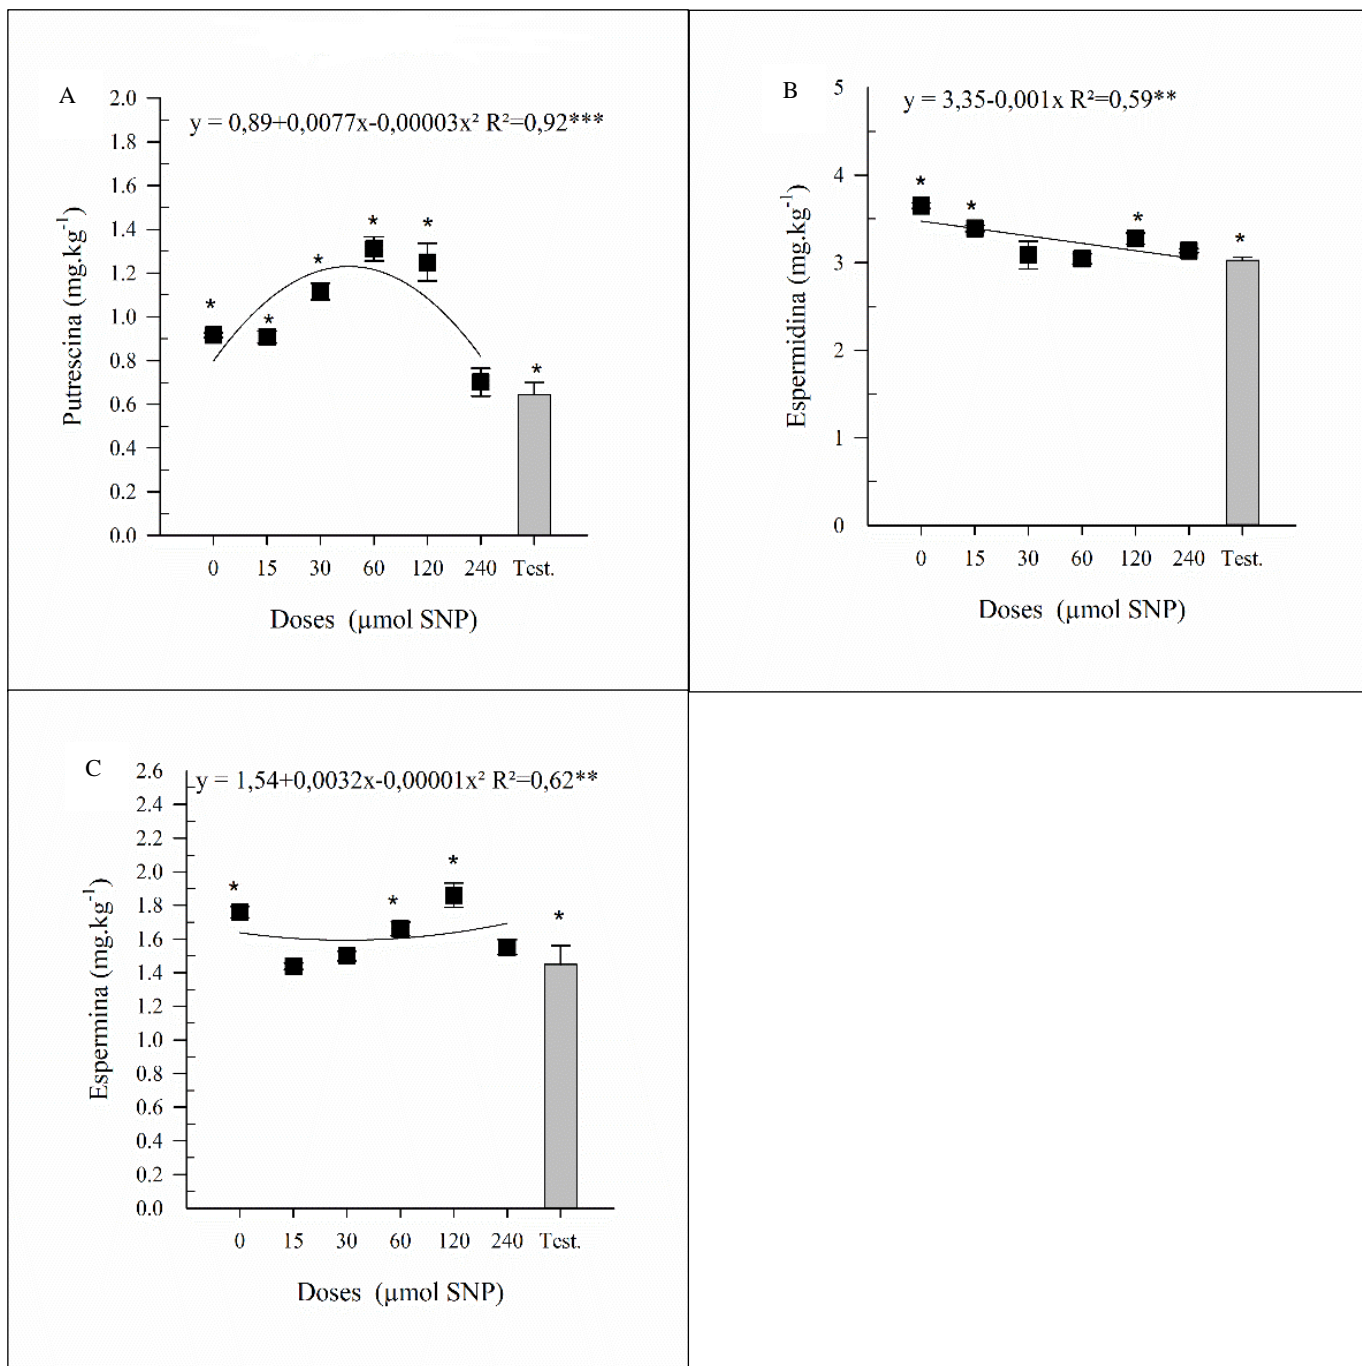 A
y = 0,89+0,0077x-0,00003x² R²=0,92***
2.0
1.8
1.6
1.4
1.2
1.0
0.8
0.6
0.4
0.2
0.0
Putrescina (mg.kg⁻¹)
* * * * * *
0 15 30 60 120 240 Test.
Doses (µmol SNP)
B
y = 3,35-0,001x R²=0,59**
5
4
3
2
1
0
Espermidina (mg.kg⁻¹)
* * * *
0 15 30 60 120 240 Test.
Doses (µmol SNP)
C
y = 1,54+0,0032x-0,00001x² R²=0,62**
2.6
2.4
2.2
2.0
1.8
1.6
1.4
1.2
1.0
0.8
0.6
0.4
0.2
0.0
Espermina (mg.kg⁻¹)
* * * *
0 15 30 60 120 240 Test.
Doses (µmol SNP)